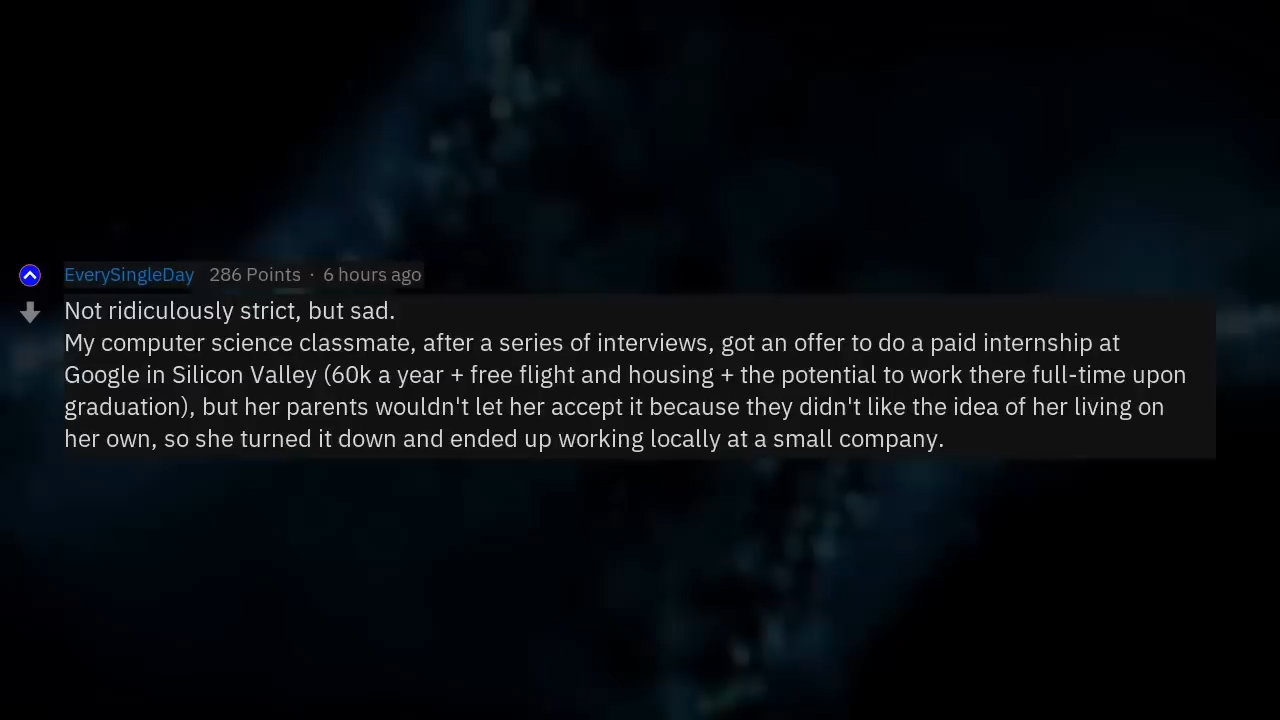 EverySingleDay 286 Points · 6 hours ago
Not ridiculously strict, but sad.
My computer science classmate, after a series of interviews, got an offer to do a paid internship at
Google in Silicon Valley (60k a year + free flight and housing + the potential to work there full-time upon
graduation), but her parents wouldn't let her accept it because they didn't like the idea of her living on
her own, so she turned it down and ended up working locally at a small company.